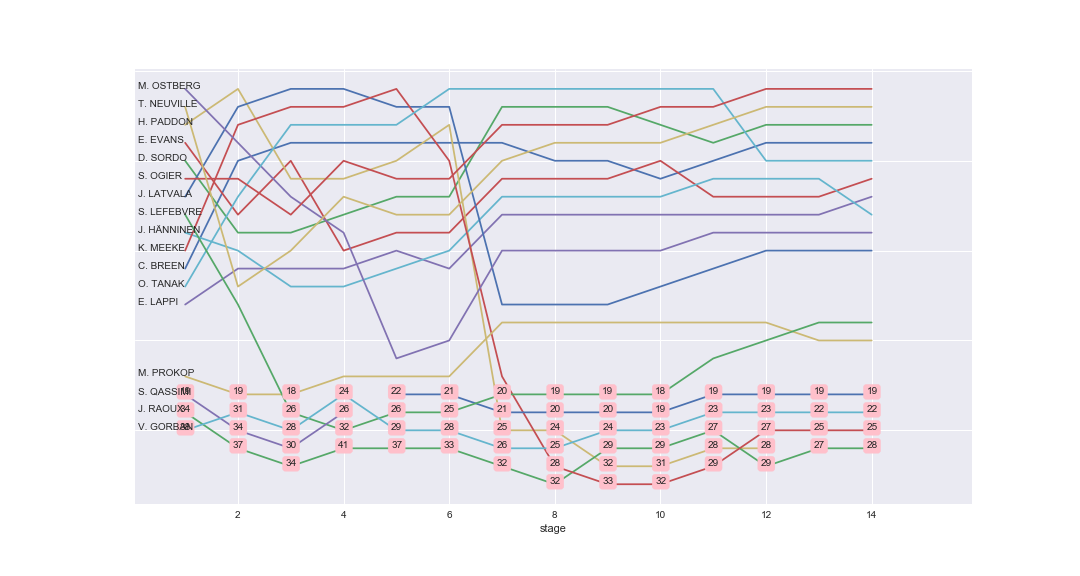 M. OSTBERG
T. NEUVILLE
H. PADDON
E. EVANS
D. SORDO
S. OGIER
J. LATVALA
S. LEFEBVRE
J. HÄNNINEN
K. MEEKE
C. BREEN
O. TANAK
E. LAPPI
M. PROKOP
S. QASSIMI 19 18 24 22 21 20 19 19 18 19 19 19 19
J. RAOUX 34 31 26 26 26 25 21 20 20 19 23 23 22 22
V. GORBAN 34 28 32 29 28 25 24 24 23 27 27 25 25
37 30 41 37 33 26 25 29 29 28 28 27 28
34 32 28 32 31 29 29
32 33 32
2 4 6 8 10 12 14
stage